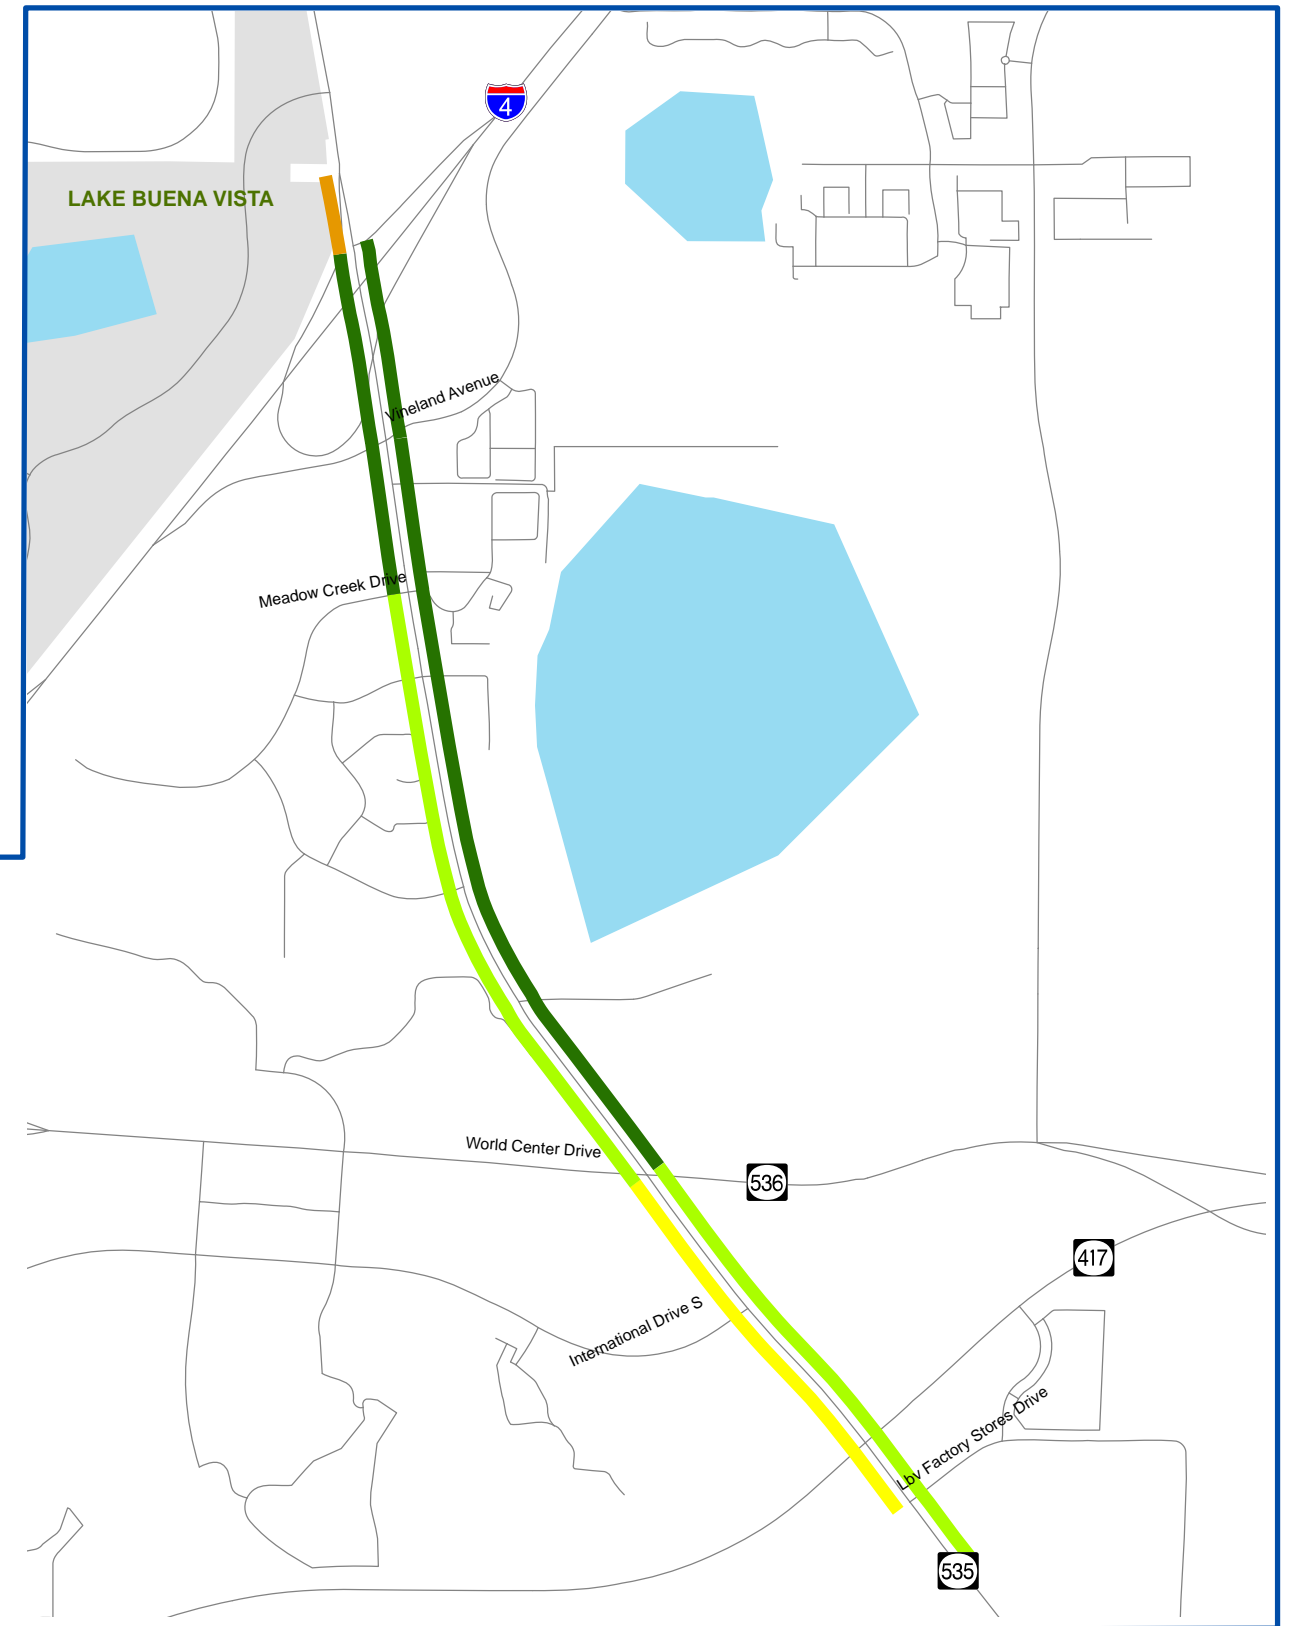 4
LAKE BUENA VISTA
Vineland Avenue
Meadow Creek Drive
World Center Drive
536
417
International Drive S
Lbv Factory Stores Drive
535